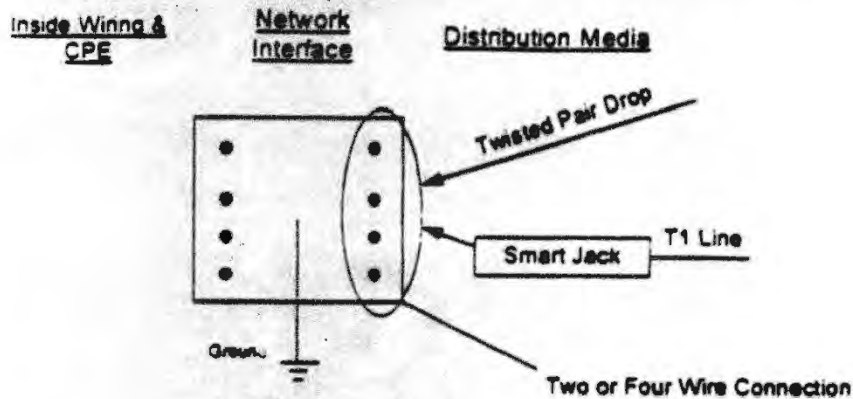 Inside Wiring &
CPE
Network
Interface
Distribution Media
Twisted Pair Drop
Smart Jack
T1 Line
Ground
Two or Four Wire Connection